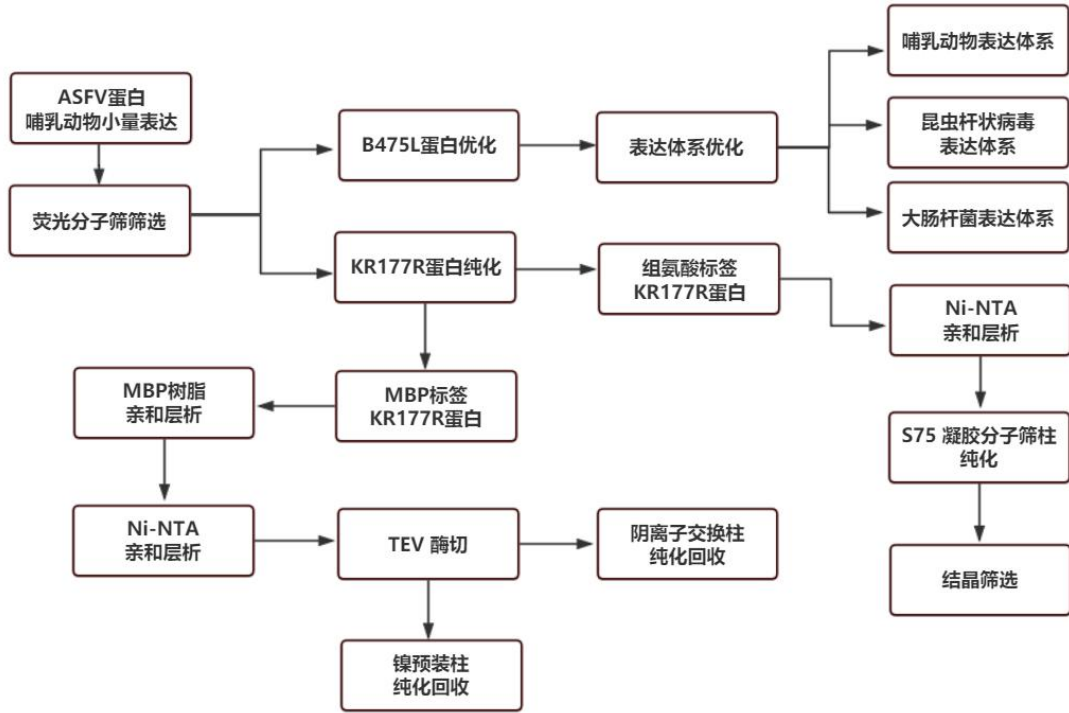 ASFV蛋白
哺乳动物小量表达
荧光分子筛筛选
B475L蛋白优化
表达体系优化
哺乳动物表达体系
昆虫杆状病毒
表达体系
大肠杆菌表达体系
KR177R蛋白纯化
组氨酸标签
KR177R蛋白
Ni-NTA
亲和层析
S75 凝胶分子筛柱
纯化
结晶筛选
MBP标签
KR177R蛋白
MBP树脂
亲和层析
Ni-NTA
亲和层析
TEV 酶切
阴离子交换柱
纯化回收
镍预装柱
纯化回收